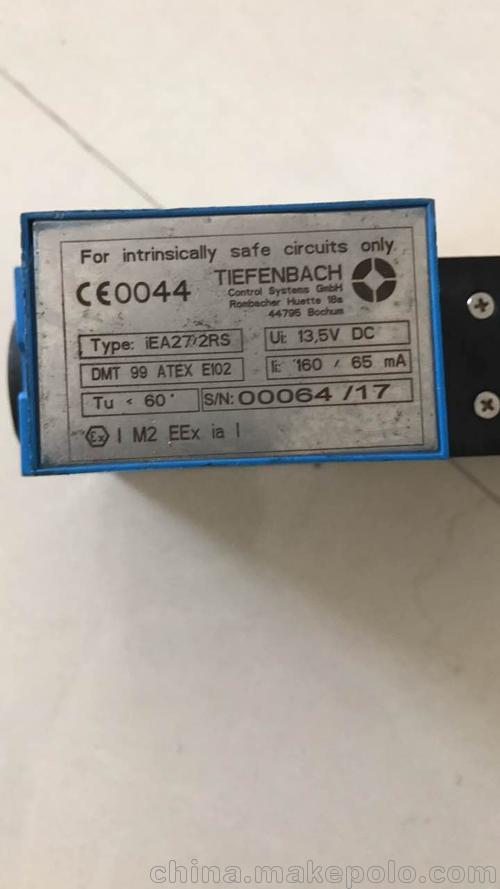 For intrinsically safe circuits only
CE0044
TIEFENBACH
Control Systems GmbH
Rombacher Huette 18a
44795 Bochum
Type: iEA27/2RS
Ui: 13,5V DC
DMT 99 ATEX E102
Ii: 160 / 65 mA
Tu < 60°
S/N: 00064 /17
Ex I M2 EEx ia I
china.makepolo.com